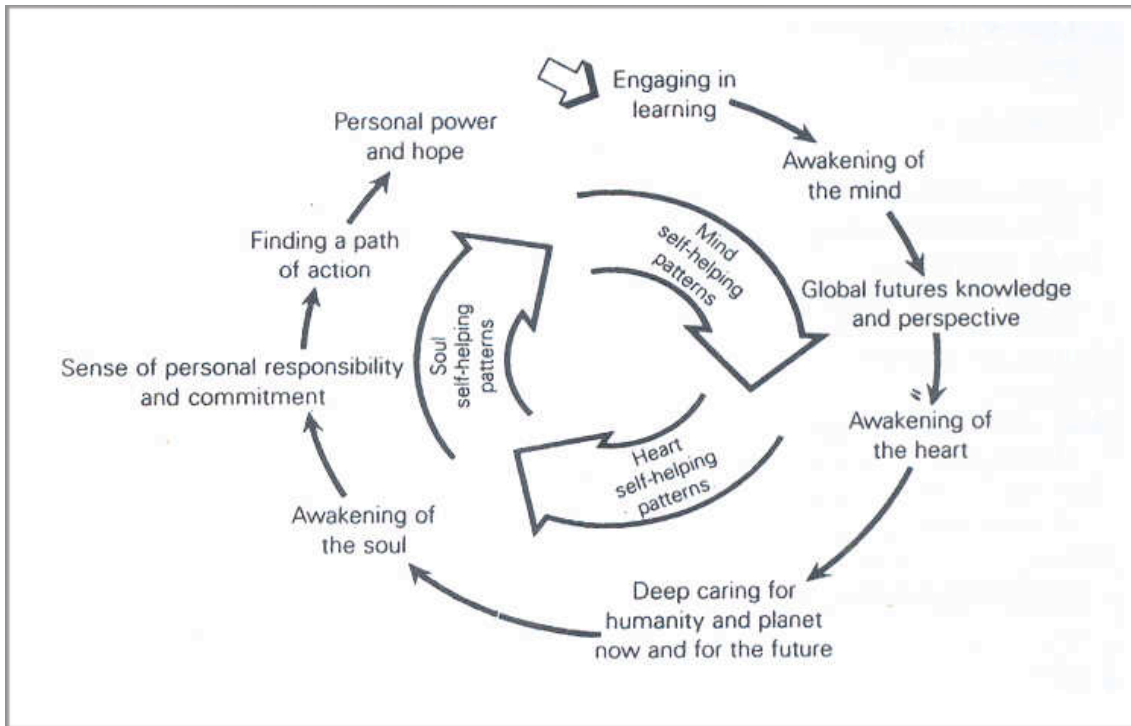 Engaging in
learning
Awakening of
the mind
Global futures knowledge
and perspective
Awakening of
the heart
Deep caring for
humanity and planet
now and for the future
Awakening of
the soul
Sense of personal responsibility
and commitment
Finding a path
of action
Personal power
and hope
Mind
self-helping
patterns
Heart
self-helping
patterns
Soul
self-helping
patterns